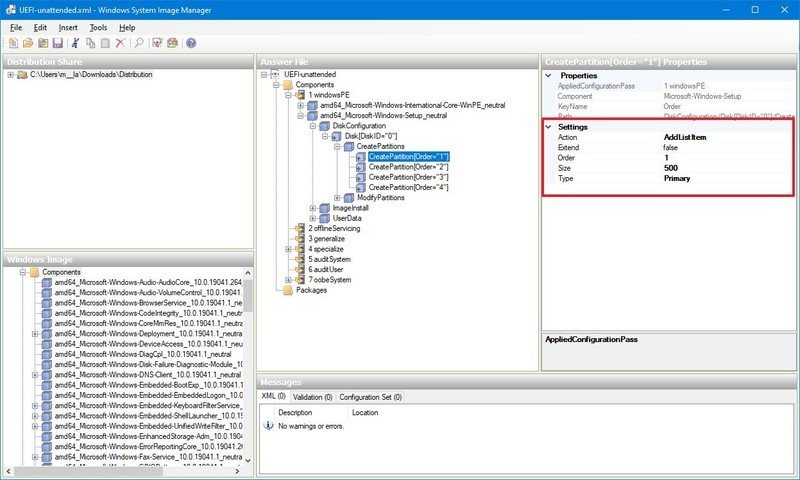 UEFI-unattended.xml - Windows System Image Manager
File Edit Insert Tools Help
Distribution Share
C:\Users\m__la\Downloads\Distribution
Windows Image
Components
amd64_Microsoft-Windows-Audio-AudioCore_10.0.19041.264
amd64_Microsoft-Windows-Audio-VolumeControl_10.0.19041
amd64_Microsoft-Windows-BrowserService_10.0.19041.1_ne
amd64_Microsoft-Windows-CodeIntegrity_10.0.19041.1_neutr
amd64_Microsoft-Windows-CoreMmRes_10.0.19041.1_neutra
amd64_Microsoft-Windows-Deployment_10.0.19041.1_neutral
amd64_Microsoft-Windows-DeviceAccess_10.0.19041.1_neutr
amd64_Microsoft-Windows-DiagCpl_10.0.19041.1_neutral
amd64_Microsoft-Windows-Disk-Failure-Diagnostic-Module_10
amd64_Microsoft-Windows-DNS-Client_10.0.19041.1_neutral
amd64_Microsoft-Windows-Embedded-BootExp_10.0.19041.1
amd64_Microsoft-Windows-Embedded-EmbeddedLogon_10.0
amd64_Microsoft-Windows-Embedded-KeyboardFilterService_
amd64_Microsoft-Windows-Embedded-ShellLauncher_10.0.19
amd64_Microsoft-Windows-Embedded-UnifiedWriteFilter_10.0
amd64_Microsoft-Windows-EnhancedStorage-Adm_10.0.1904
amd64_Microsoft-Windows-ErrorReportingCore_10.0.19041.1
amd64_Microsoft-Windows-Fax-Service_10.0.19041.1_neutral
Answer File
UEFI-unattended
Components
1 windowsPE
amd64_Microsoft-Windows-International-Core-WinPE_neutral
amd64_Microsoft-Windows-Setup_neutral
DiskConfiguration
Disk[DiskID="0"]
CreatePartitions
CreatePartition[Order="1"]
CreatePartition[Order="2"]
CreatePartition[Order="3"]
CreatePartition[Order="4"]
ModifyPartitions
ImageInstall
UserData
2 offlineServicing
3 generalize
4 specialize
5 auditSystem
6 auditUser
7 oobeSystem
Packages
CreatePartition[Order="1"] Properties
Properties
AppliedConfigurationPass 1 windowsPE
Component Microsoft-Windows-Setup
KeyName Order
Path DiskConfiguration/Disk[DiskID="0"]/Create
Settings
Action AddListItem
Extend false
Order 1
Size 500
Type Primary
AppliedConfigurationPass
Messages
XML (0) Validation (0) Configuration Set (0)
Description Location
No warnings or errors.